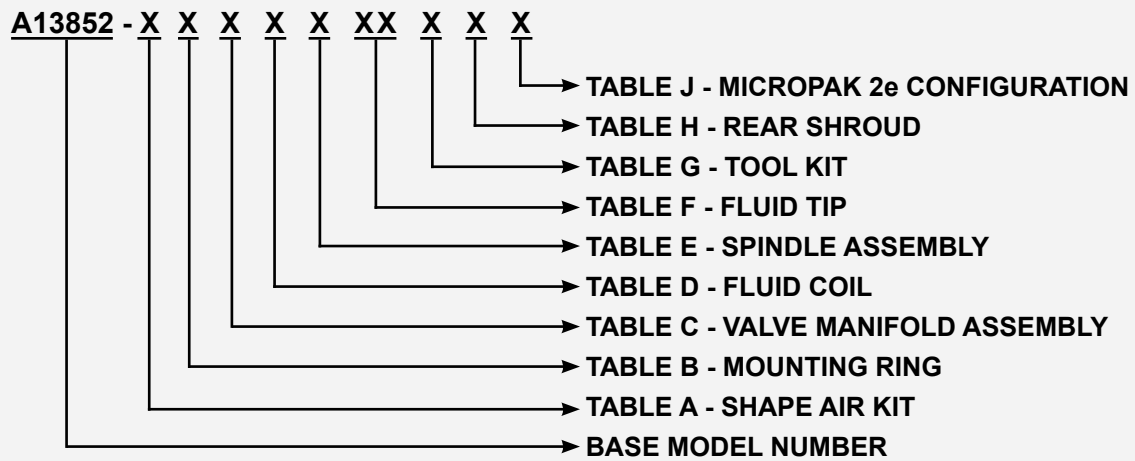 A13852 - X X X X X XX X X X
TABLE J - MICROPAK 2e CONFIGURATION
TABLE H - REAR SHROUD
TABLE G - TOOL KIT
TABLE F - FLUID TIP
TABLE E - SPINDLE ASSEMBLY
TABLE D - FLUID COIL
TABLE C - VALVE MANIFOLD ASSEMBLY
TABLE B - MOUNTING RING
TABLE A - SHAPE AIR KIT
BASE MODEL NUMBER